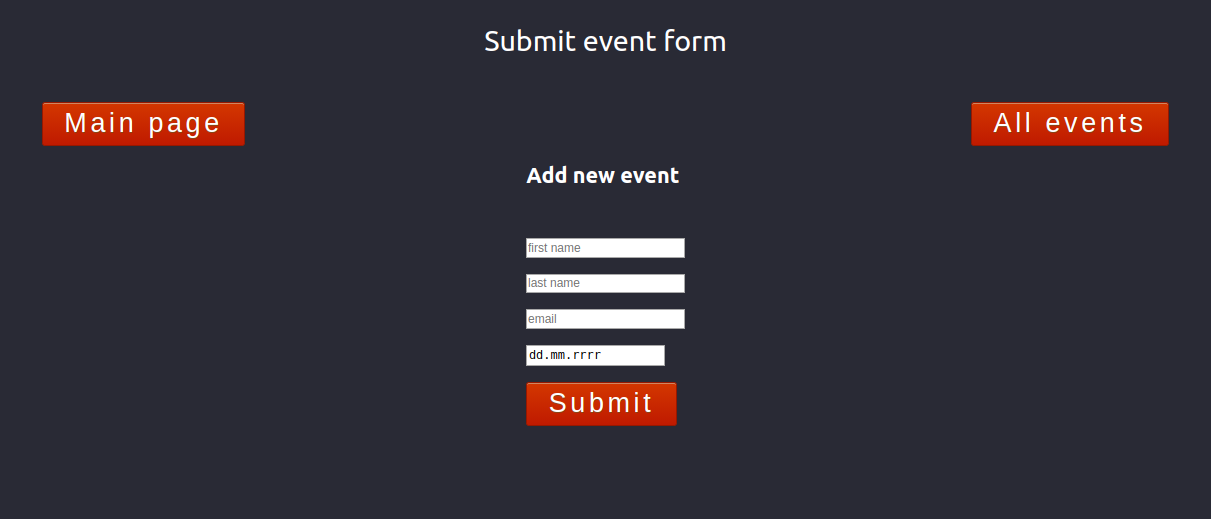 Submit event form
Main page
All events
Add new event
first name
last name
email
dd.mm.rrrr
Submit